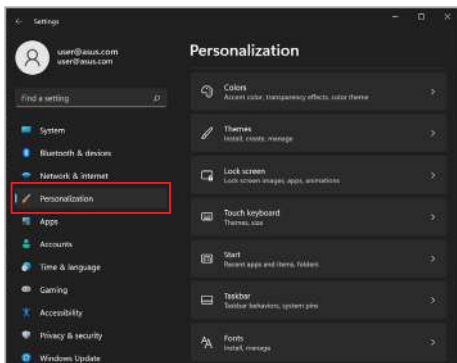 Settings
user@asus.com
user@asus.com
Find a setting
System
Bluetooth & devices
Network & internet
Personalization
Apps
Accounts
Time & language
Gaming
Accessibility
Privacy & security
Windows Update
Personalization
Colors
Accent color, transparency effects, color theme
Themes
Install, create, manage
Lock screen
Lock screen images, apps, animations
Touch keyboard
Themes, size
Start
Recent apps and items, folders
Taskbar
Taskbar behaviors, system pins
Fonts
Install, manage